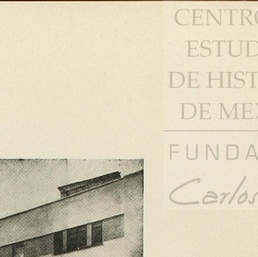 CENTRO
ESTUD
DE HIST
DE MEX
FUNDA
Carlos